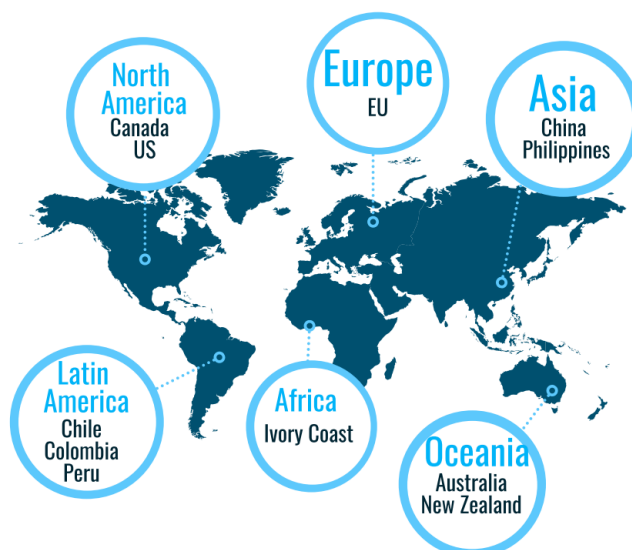 North
America
Canada
US
Europe
EU
Asia
China
Philippines
Latin
America
Chile
Colombia
Peru
Africa
Ivory Coast
Oceania
Australia
New Zealand